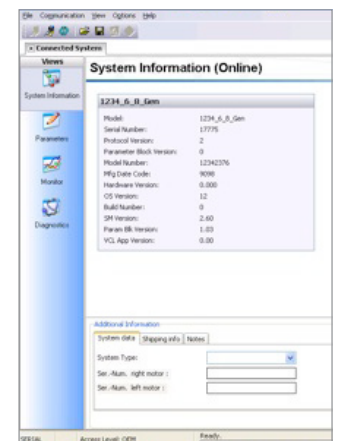 File Communication View Options Help
Connected System
Views
System Information (Online)
System Information
Parameters
Monitor
Diagnostics
1234_6_8_Gen
Model: 1234_6_8_Gen
Serial Number: 17775
Protocol Version: 2
Parameter Block Version: 0
Model Number: 12342376
Mfg Date Code: 9098
Hardware Version: 0.000
OS Version: 12
Build Number: 0
SM Version: 2.60
Param Blk Version: 1.03
VCL App Version: 0.00
Additional Information
System data Shipping info Notes
System Type:
Ser.-Num. right motor :
Ser.-Num. left motor :
SERIAL Access Level: OEM Ready.